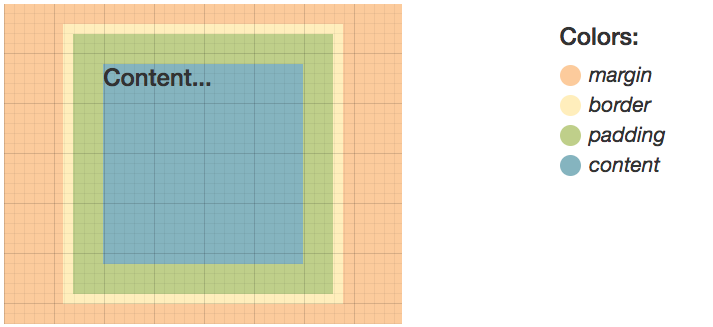 Content...
Colors:
margin
border
padding
content